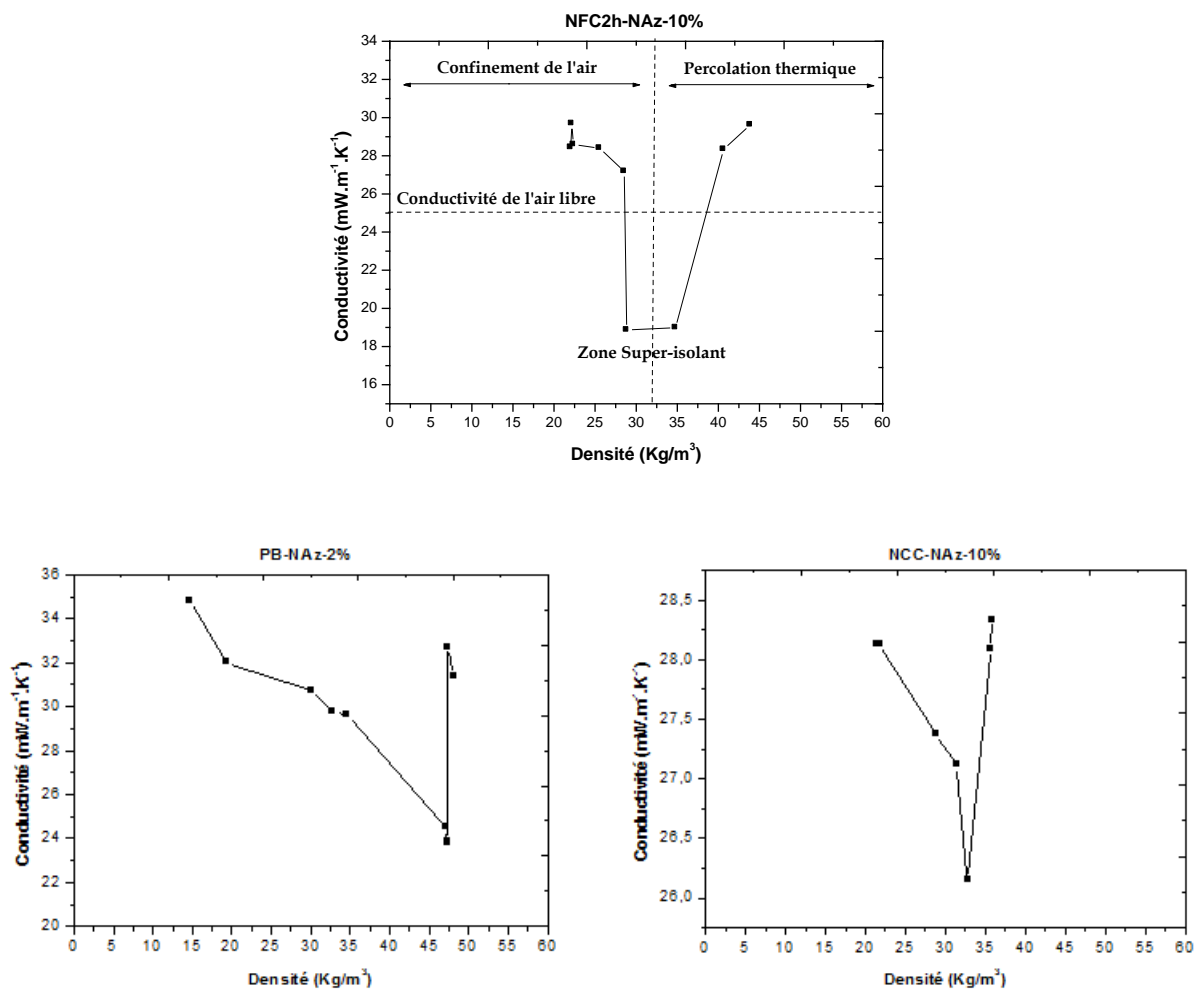 NFC2h-NAz-10%
34
32
30
28
26
24
22
20
18
16
Confinement de l'air
Percolation thermique
Conductivité de l'air libre
Zone Super-isolant
Conductivité (mW.m⁻¹.K⁻¹)
0 5 10 15 20 25 30 35 40 45 50 55 60
Densité (Kg/m³)
PB-NAz-2%
36
34
32
30
28
26
24
22
20
Conductivité (mW.m⁻¹.K⁻¹)
0 5 10 15 20 25 30 35 40 45 50 55 60
Densité (Kg/m³)
NCC-NAz-10%
28,5
28,0
27,5
27,0
26,5
26,0
Conductivité (mW.m⁻¹.K⁻¹)
0 5 10 15 20 25 30 35 40 45 50 55 60
Densité (Kg/m³)